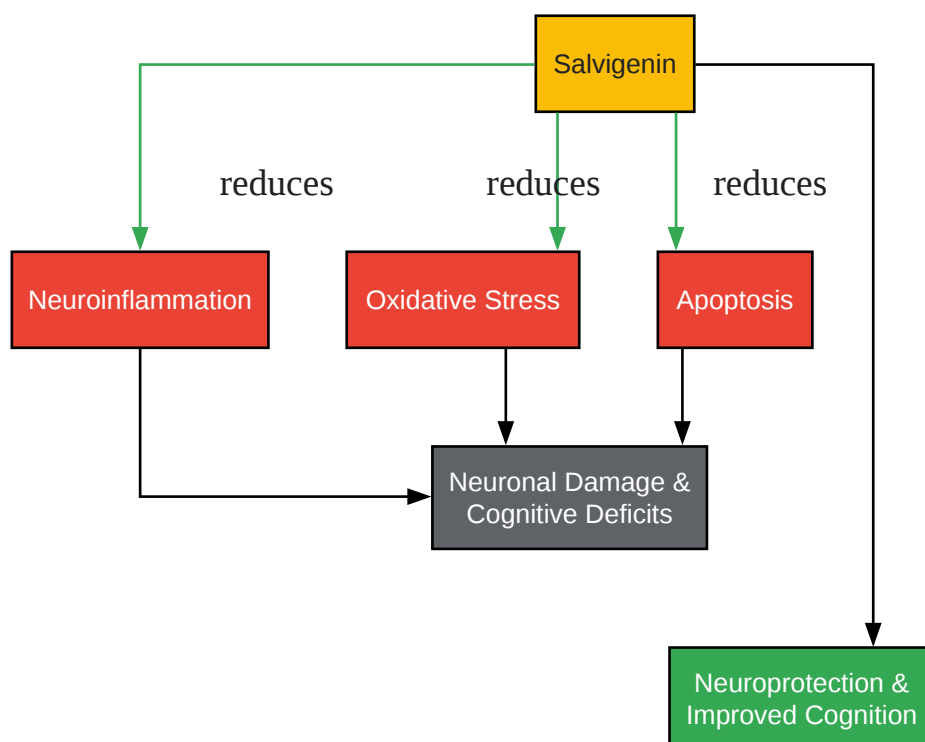 Salvigenin
reduces
reduces
reduces
Neuroinflammation
Oxidative Stress
Apoptosis
Neuronal Damage &
Cognitive Deficits
Neuroprotection &
Improved Cognition